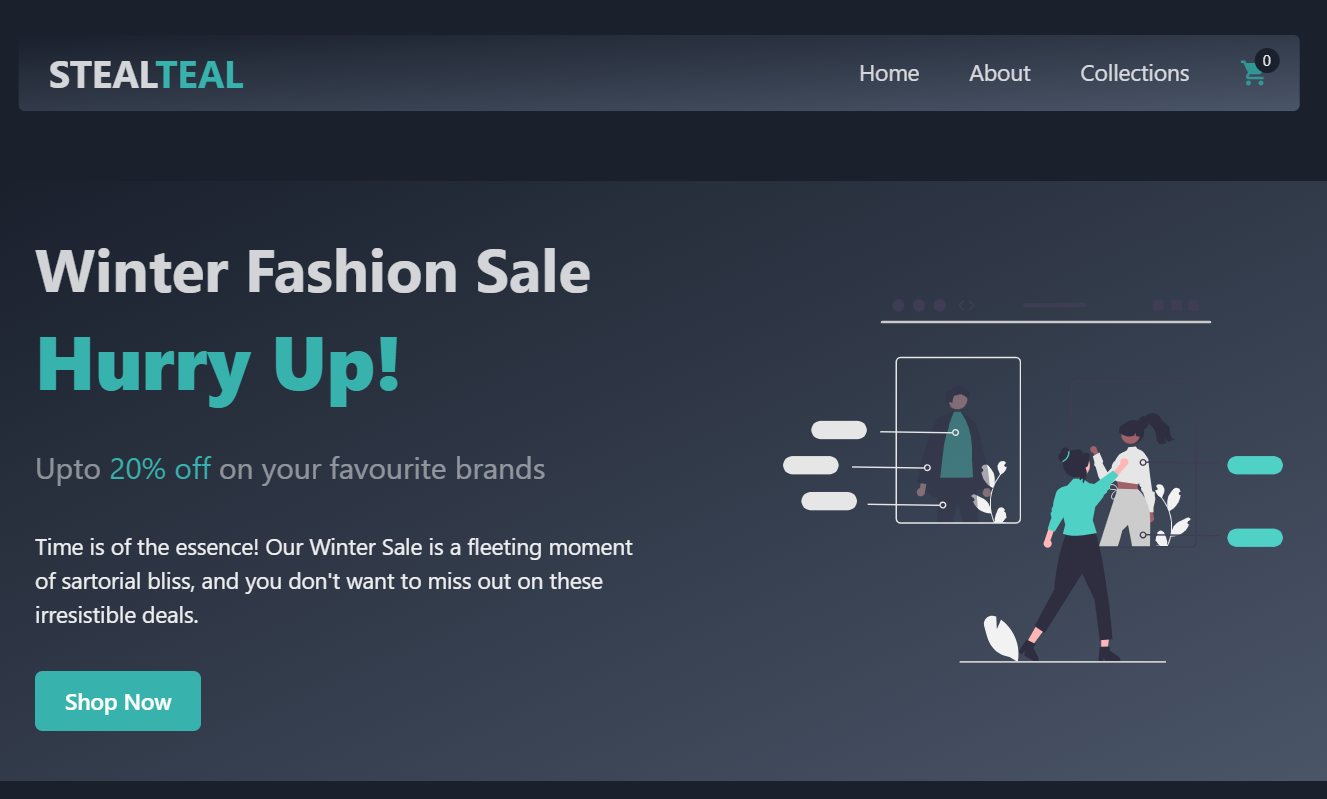 STEALTEAL
Home
About
Collections
0
Winter Fashion Sale
Hurry Up!
Upto 20% off on your favourite brands
Time is of the essence! Our Winter Sale is a fleeting moment
of sartorial bliss, and you don't want to miss out on these
irresistible deals.
Shop Now